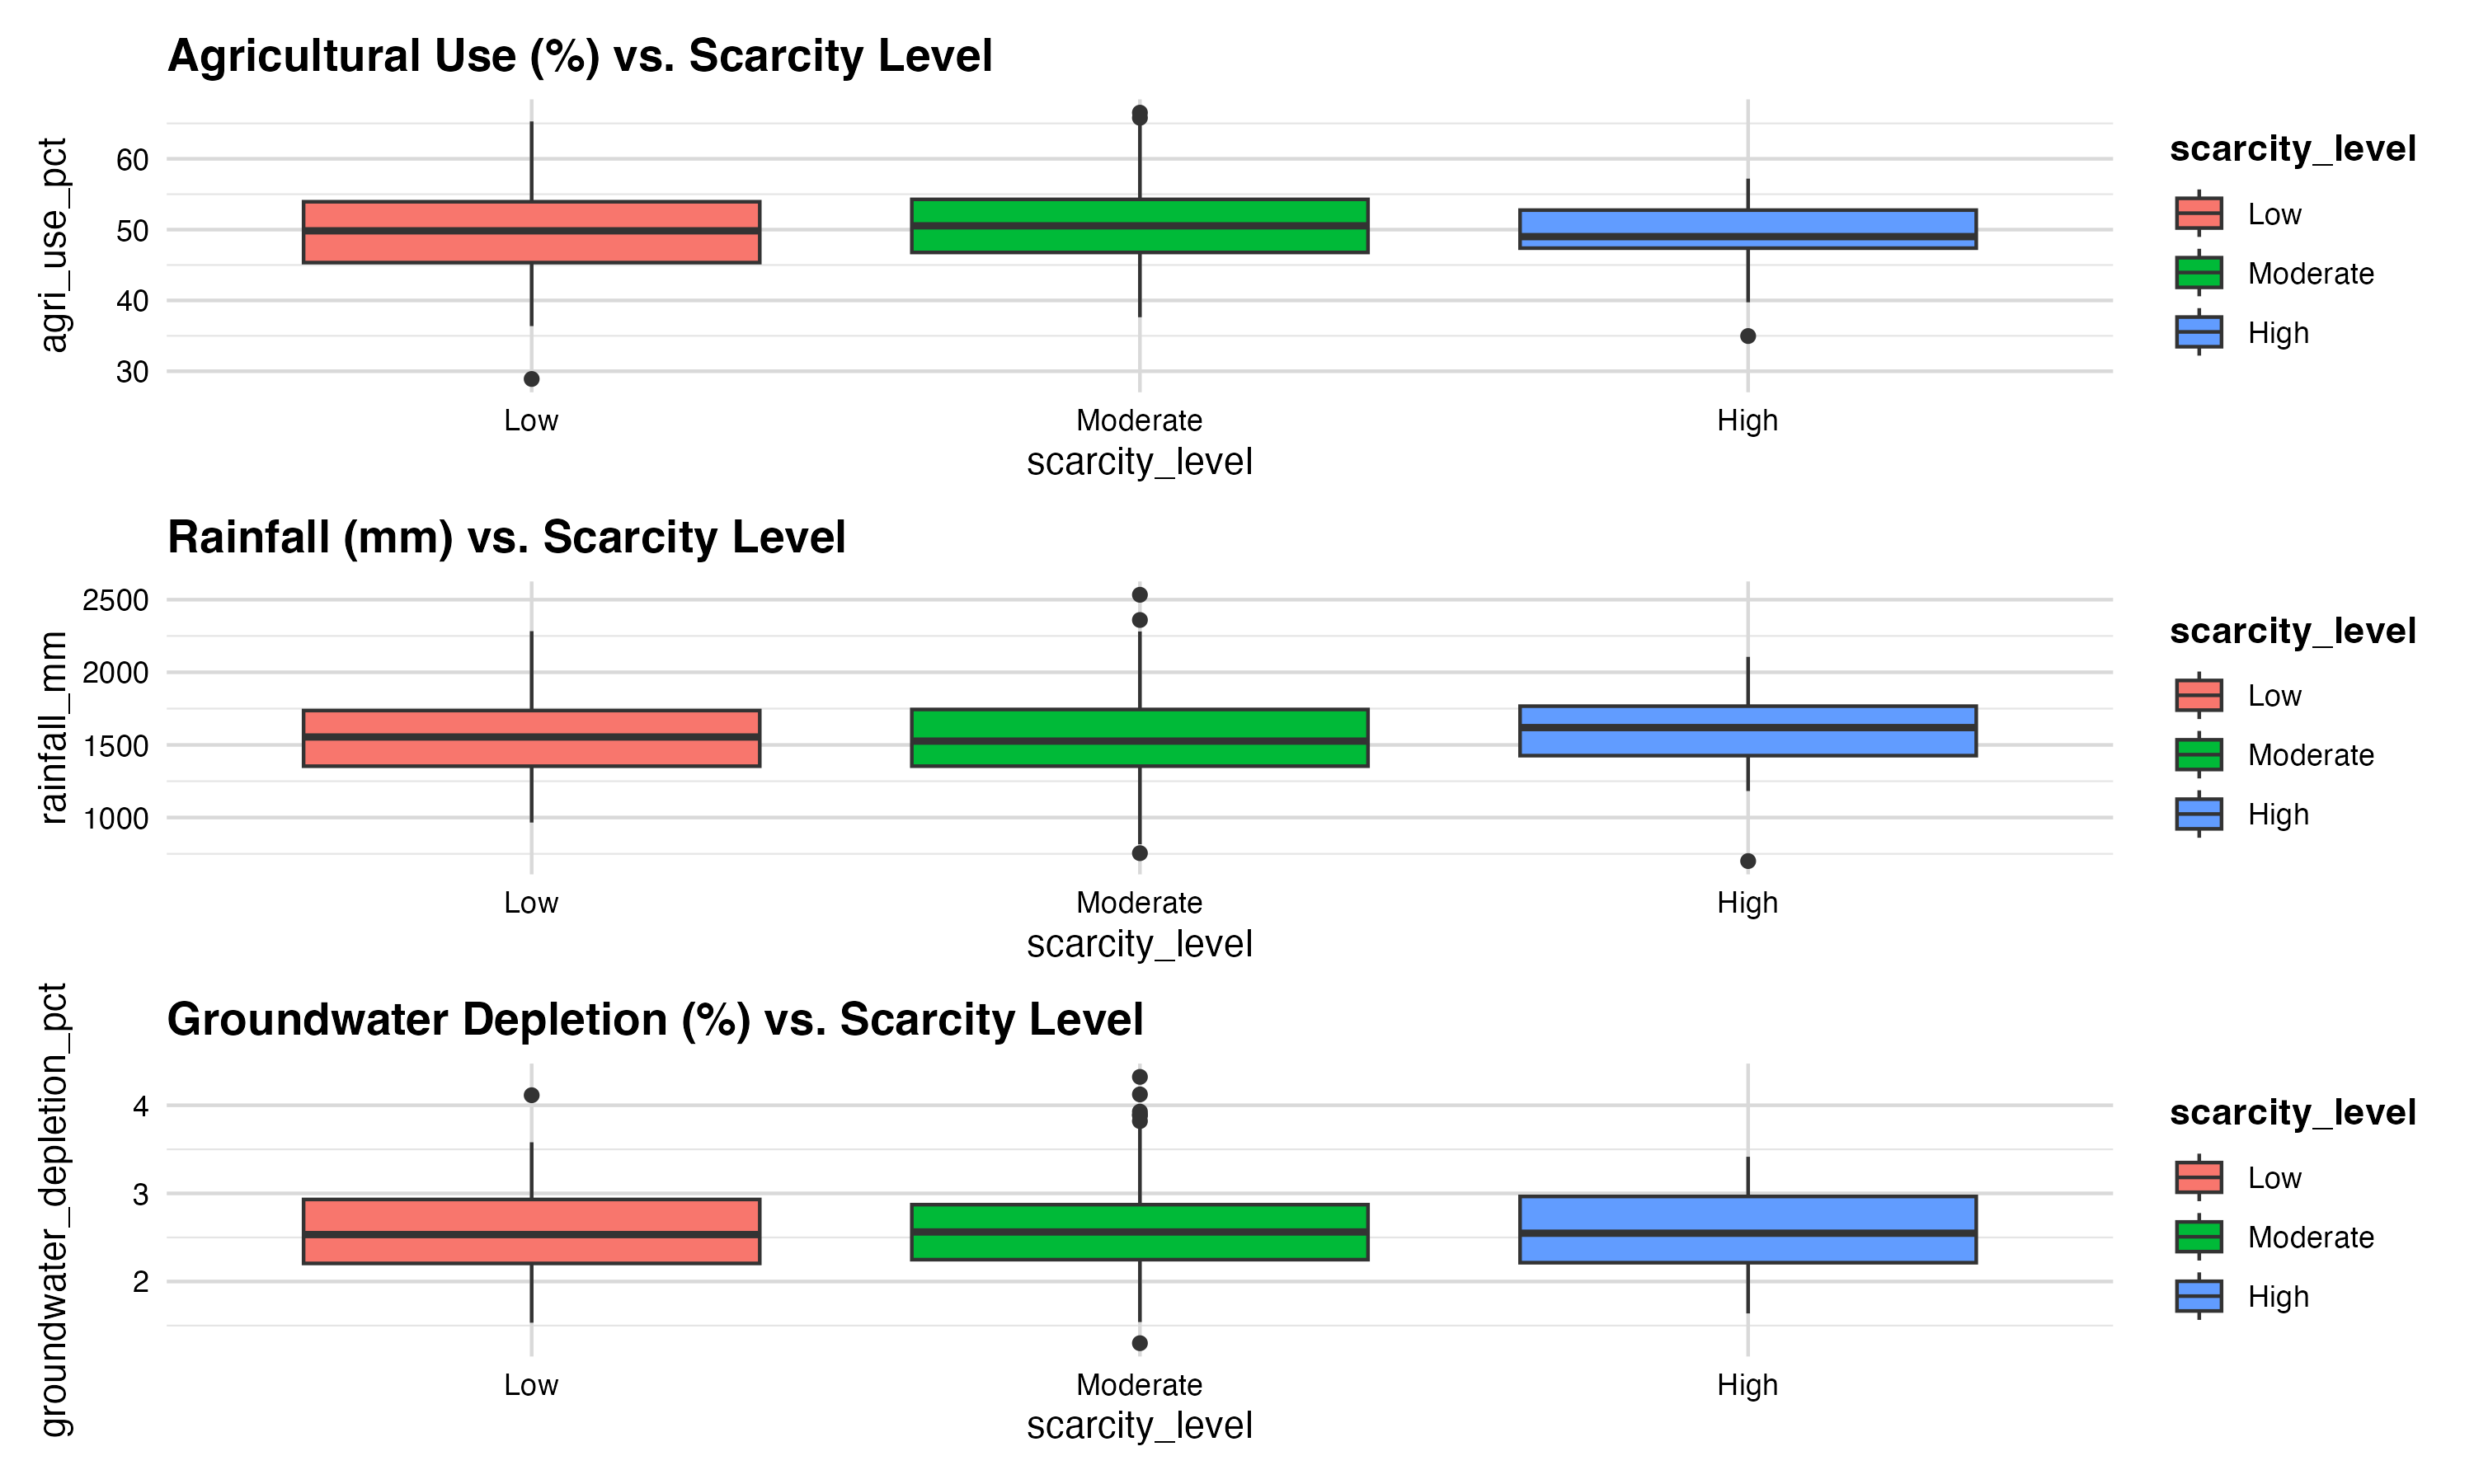 Agricultural Use (%) vs. Scarcity Level
agri_use_pct
60
50
40
30
Low
Moderate
High
scarcity_level
scarcity_level
Low
Moderate
High
Rainfall (mm) vs. Scarcity Level
rainfall_mm
2500
2000
1500
1000
Low
Moderate
High
scarcity_level
scarcity_level
Low
Moderate
High
Groundwater Depletion (%) vs. Scarcity Level
groundwater_depletion_pct
4
3
2
Low
Moderate
High
scarcity_level
scarcity_level
Low
Moderate
High